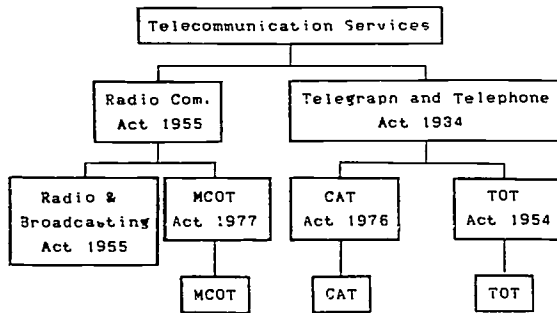 Telecommunication Services
Radio Com.
Act 1955
Telegraph and Telephone
Act 1934
Radio &
Broadcasting
Act 1955
MCOT
Act 1977
CAT
Act 1976
TOT
Act 1954
MCOT
CAT
TOT